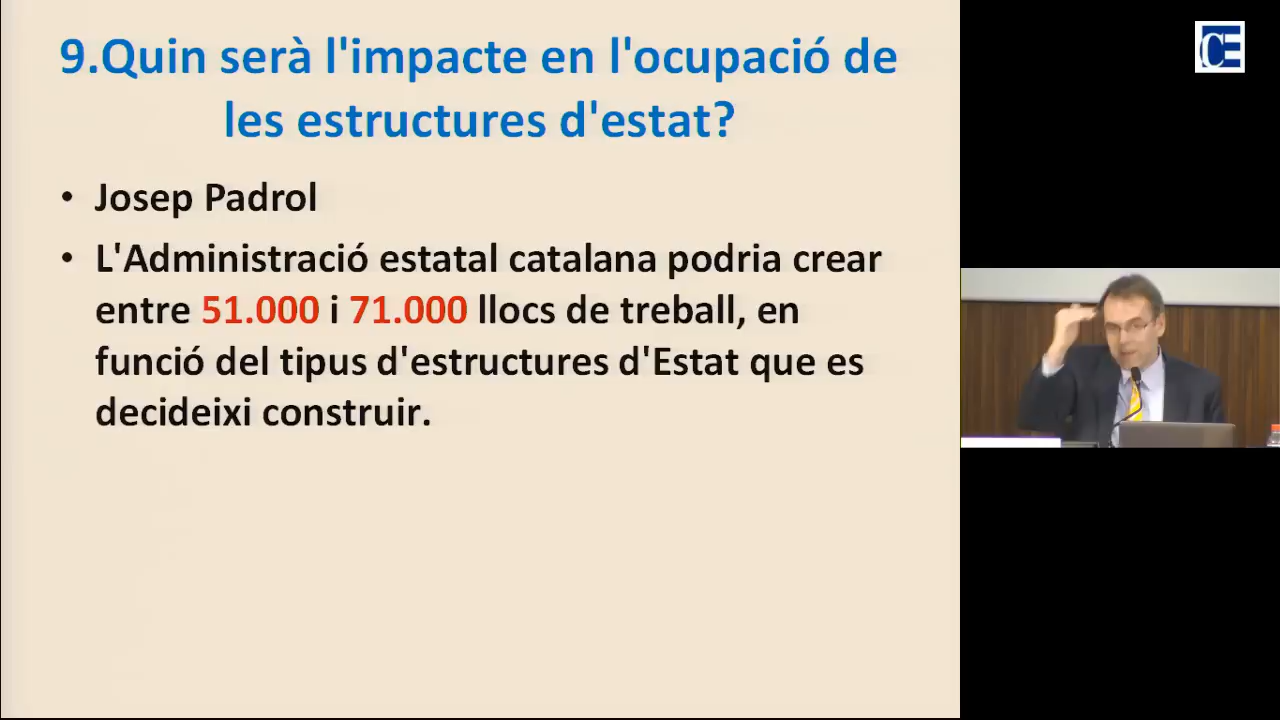 9.Quin serà l'impacte en l'ocupació de
les estructures d'estat?
• Josep Padrol
• L'Administració estatal catalana podria crear
entre 51.000 i 71.000 llocs de treball, en
funció del tipus d'estructures d'Estat que es
decideixi construir.
CE